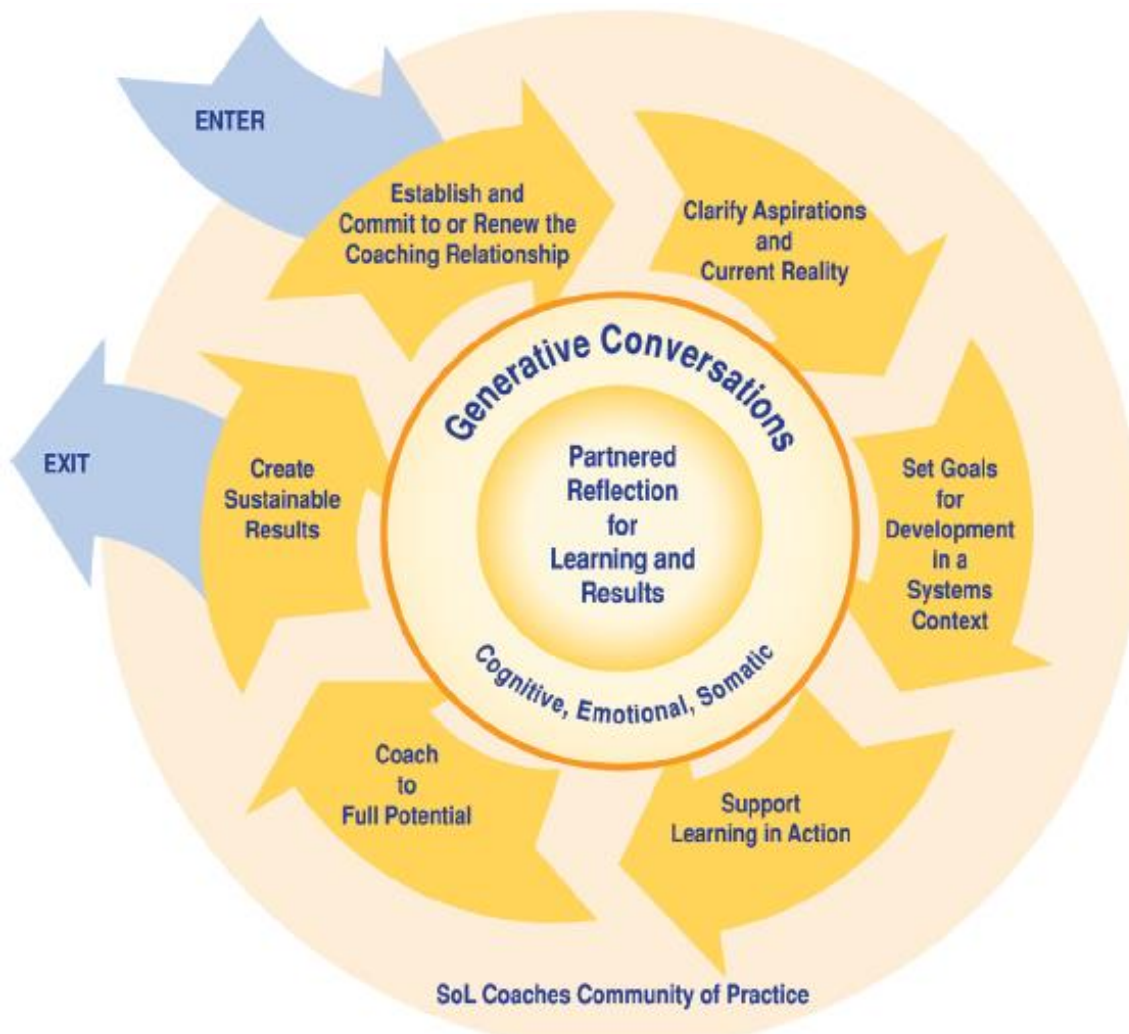 ENTER
Establish and
Commit to or Renew the
Coaching Relationship
Clarify Aspirations
and
Current Reality
Set Goals
for
Development
in a
Systems
Context
Support
Learning in Action
Coach
to
Full Potential
Create
Sustainable
Results
EXIT
Generative Conversations
Partnered
Reflection
for
Learning and
Results
Cognitive, Emotional, Somatic
SoL Coaches Community of Practice